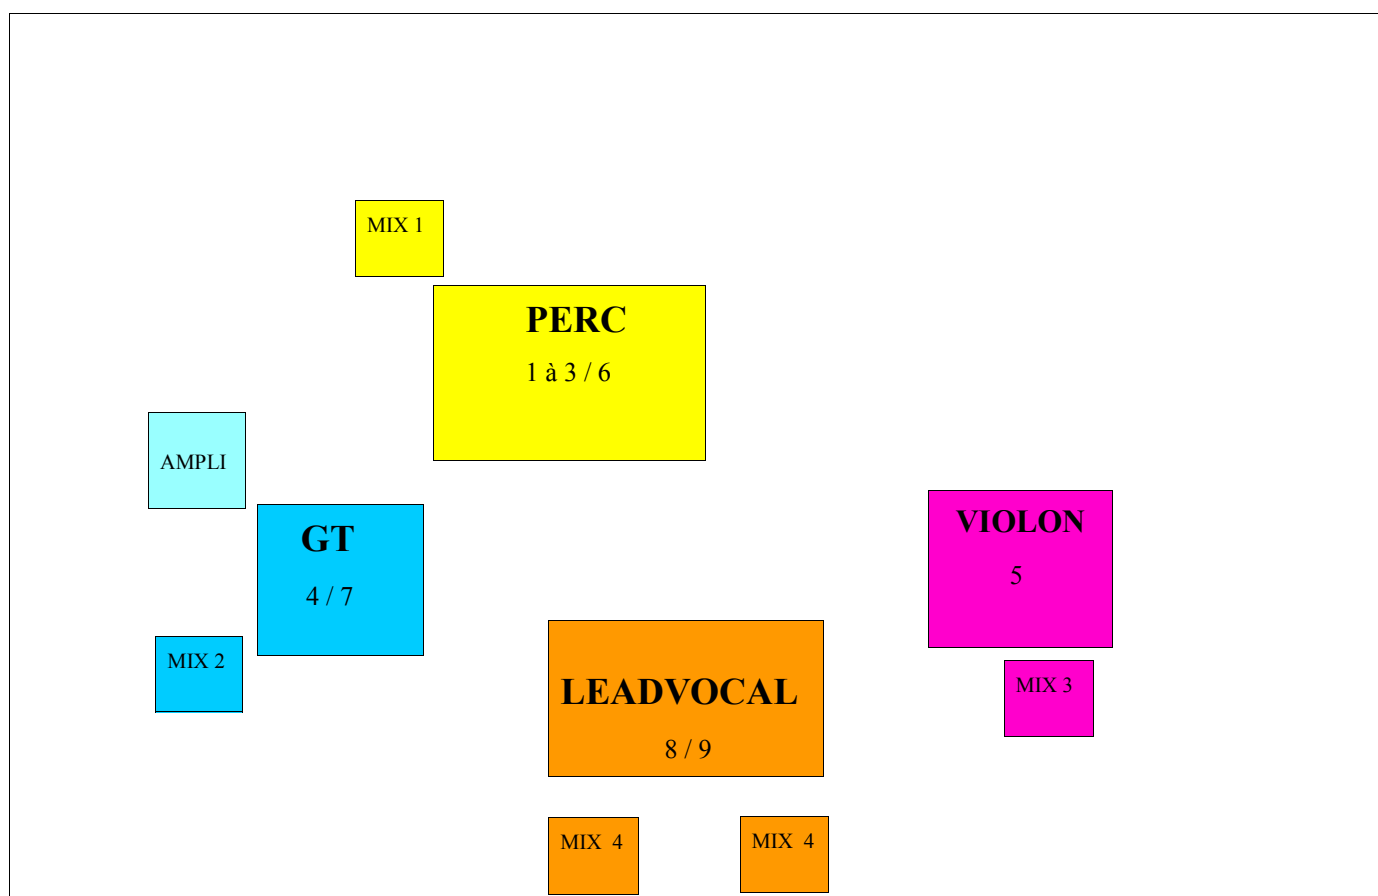 MIX 1
PERC
1 à 3 / 6
AMPLI
GT
4 / 7
MIX 2
VIOLON
5
MIX 3
LEADVOCAL
8 / 9
MIX  4
MIX  4